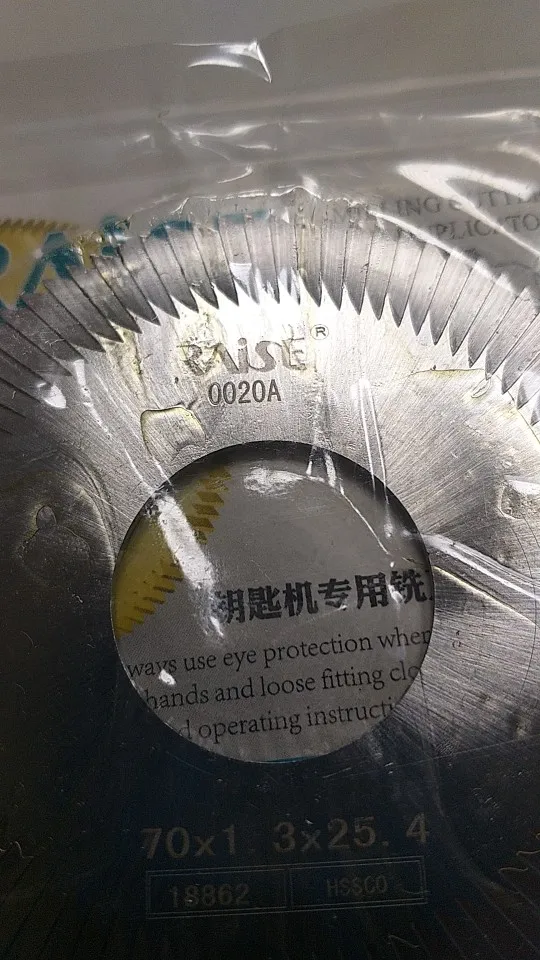 RAISE®
0020A
钥匙机专用铣
ways use eye protection when
hands and loose fitting clo
d operating instructi
70x1.3x25.4
18862
HSSCO